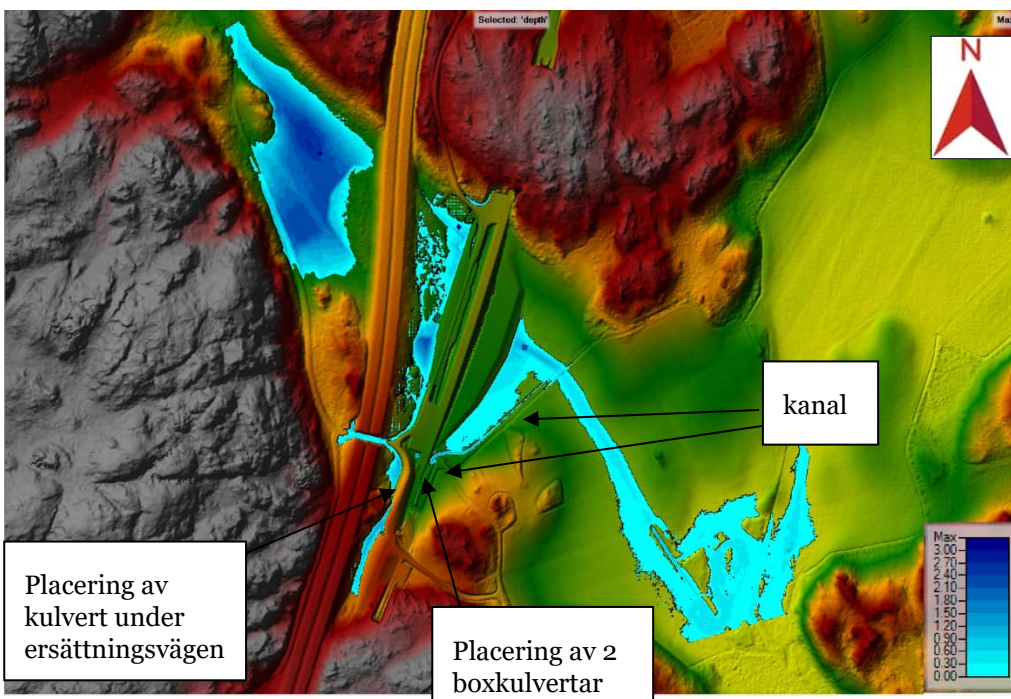 Selected: 'depth'
Max
N
kanal
Placering av
kulvert under
ersättningsvägen
Placering av 2
boxkulvertar
Max
3.00
2.70
2.40
2.10
1.80
1.50
1.20
0.90
0.60
0.30
0.00